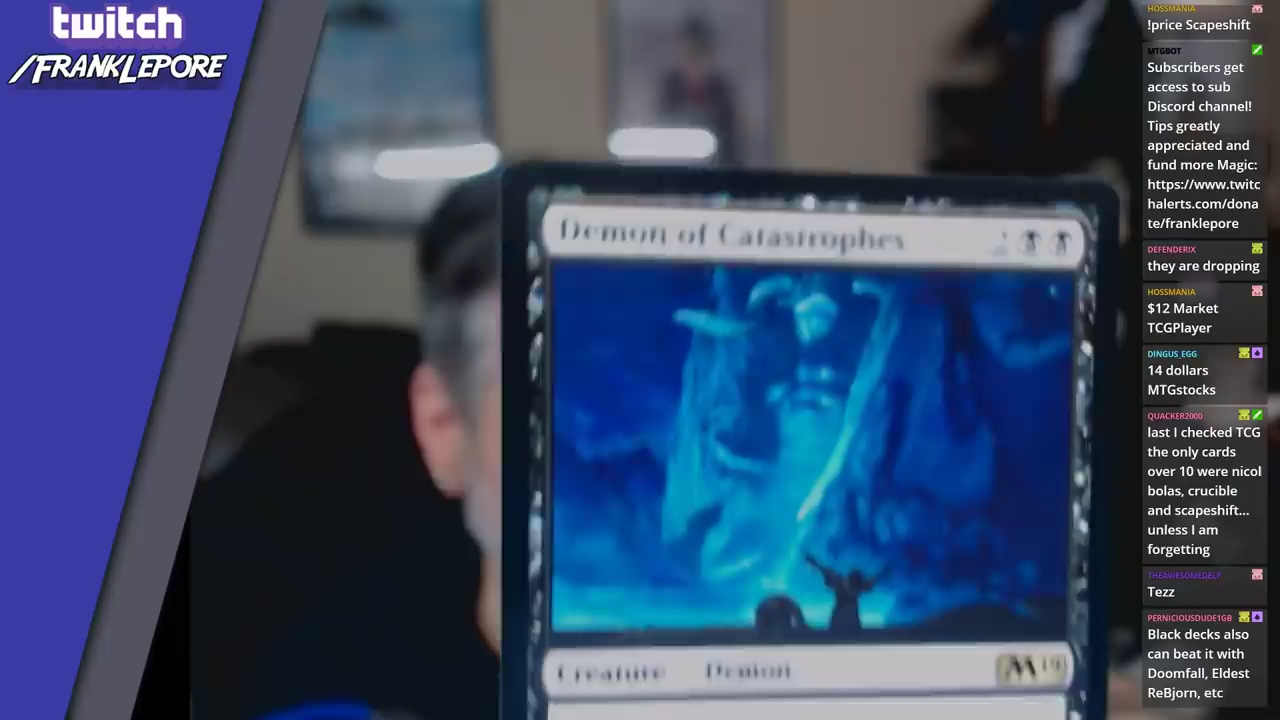 twitch
/FRANKLEPORE
Demon of Catastrophes
2
Creature Demon
M19
HOSSMANIA
!price Scapeshift
MTGBOT
Subscribers get
access to sub
Discord channel!
Tips greatly
appreciated and
fund more Magic:
https://www.twitc
halerts.com/dona
te/franklepore
DEFENDERIX
they are dropping
HOSSMANIA
$12 Market
TCGPlayer
DINGUS_EGG
14 dollars
MTGstocks
QUACKER2000
last I checked TCG
the only cards
over 10 were nicol
bolas, crucible
and scapeshift...
unless I am
forgetting
THEAWESOMEDELP
Tezz
PERNICIOUSDUDE1GB
Black decks also
can beat it with
Doomfall, Eldest
ReBjorn, etc